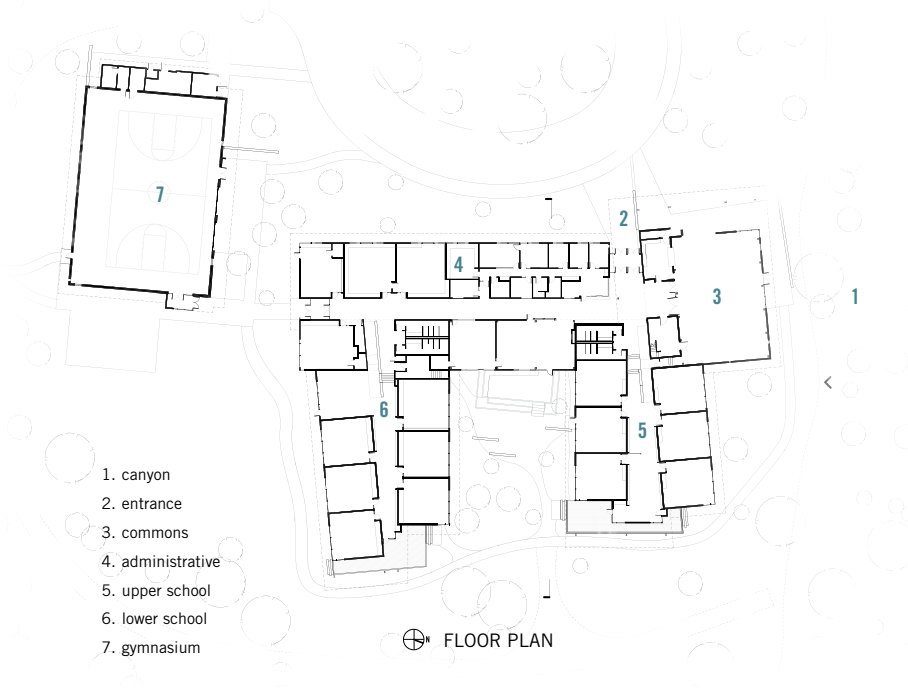 7
2
4
3
1
6
5
1. canyon
2. entrance
3. commons
4. administrative
5. upper school
6. lower school
7. gymnasium
N FLOOR PLAN